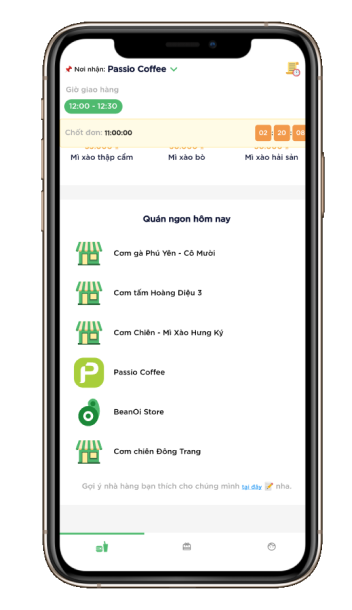 Nơi nhận: Passio Coffee
Giờ giao hàng
12:00 - 12:30
Chốt đơn: 11:00:00
02 : 20 : 08
Mì xào thập cẩm
Mì xào bò
Mì xào hải sản
Quán ngon hôm nay
Cơm gà Phú Yên - Cô Mười
Cơm tấm Hoàng Diệu 3
Cơm Chiên - Mì Xào Hưng Ký
Passio Coffee
BeanOi Store
Cơm chiên Đông Trang
Gợi ý nhà hàng bạn thích cho chúng mình tại đây nha.